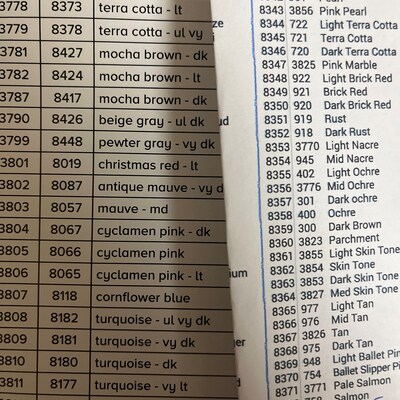 3778 8373 terra cotta - lt
3779 8378 terra cotta - ul vy
3781 8427 mocha brown - dk
3782 8424 mocha brown - lt
3787 8417 mocha brown - dk
3790 8426 beige gray - ul dk
3799 8448 pewter gray - vy dk
3801 8019 christmas red - lt
3802 8087 antique mauve - vy d
3803 8057 mauve - md
3804 8067 cyclamen pink - dk
3805 8066 cyclamen pink
3806 8065 cyclamen pink - lt
3807 8118 cornflower blue
3808 8182 turquoise - ul vy dk
3809 8181 turquoise - vy dk
3810 8180 turquoise - dk
3811 8177 turquoise - vy lt
8343 3856 Pink Pearl
8344 722 Light Terra Cotta
8345 721 Terra Cotta
8346 720 Dark Terra Cotta
8347 3825 Pink Marble
8348 922 Light Brick Red
8349 921 Brick Red
8350 920 Dark Brick Red
8351 919 Rust
8352 918 Dark Rust
8353 3770 Light Nacre
8354 945 Mid Nacre
8355 402 Light Ochre
8356 3776 Mid Ochre
8357 301 Dark ochre
8358 400 Ochre
8359 300 Dark Brown
8360 3823 Parchment
8361 3855 Light Skin Tone
8362 3854 Skin Tone
8363 3853 Dark Skin Tone
8364 3827 Med Skin Tone
8365 977 Light Tan
8366 976 Mid Tan
8367 3826 Tan
8368 975 Dark Tan
8369 948 Light Ballet Pin
8370 754 Ballet Slipper Pi
8371 3771 Pale Salmon
758 Salmon